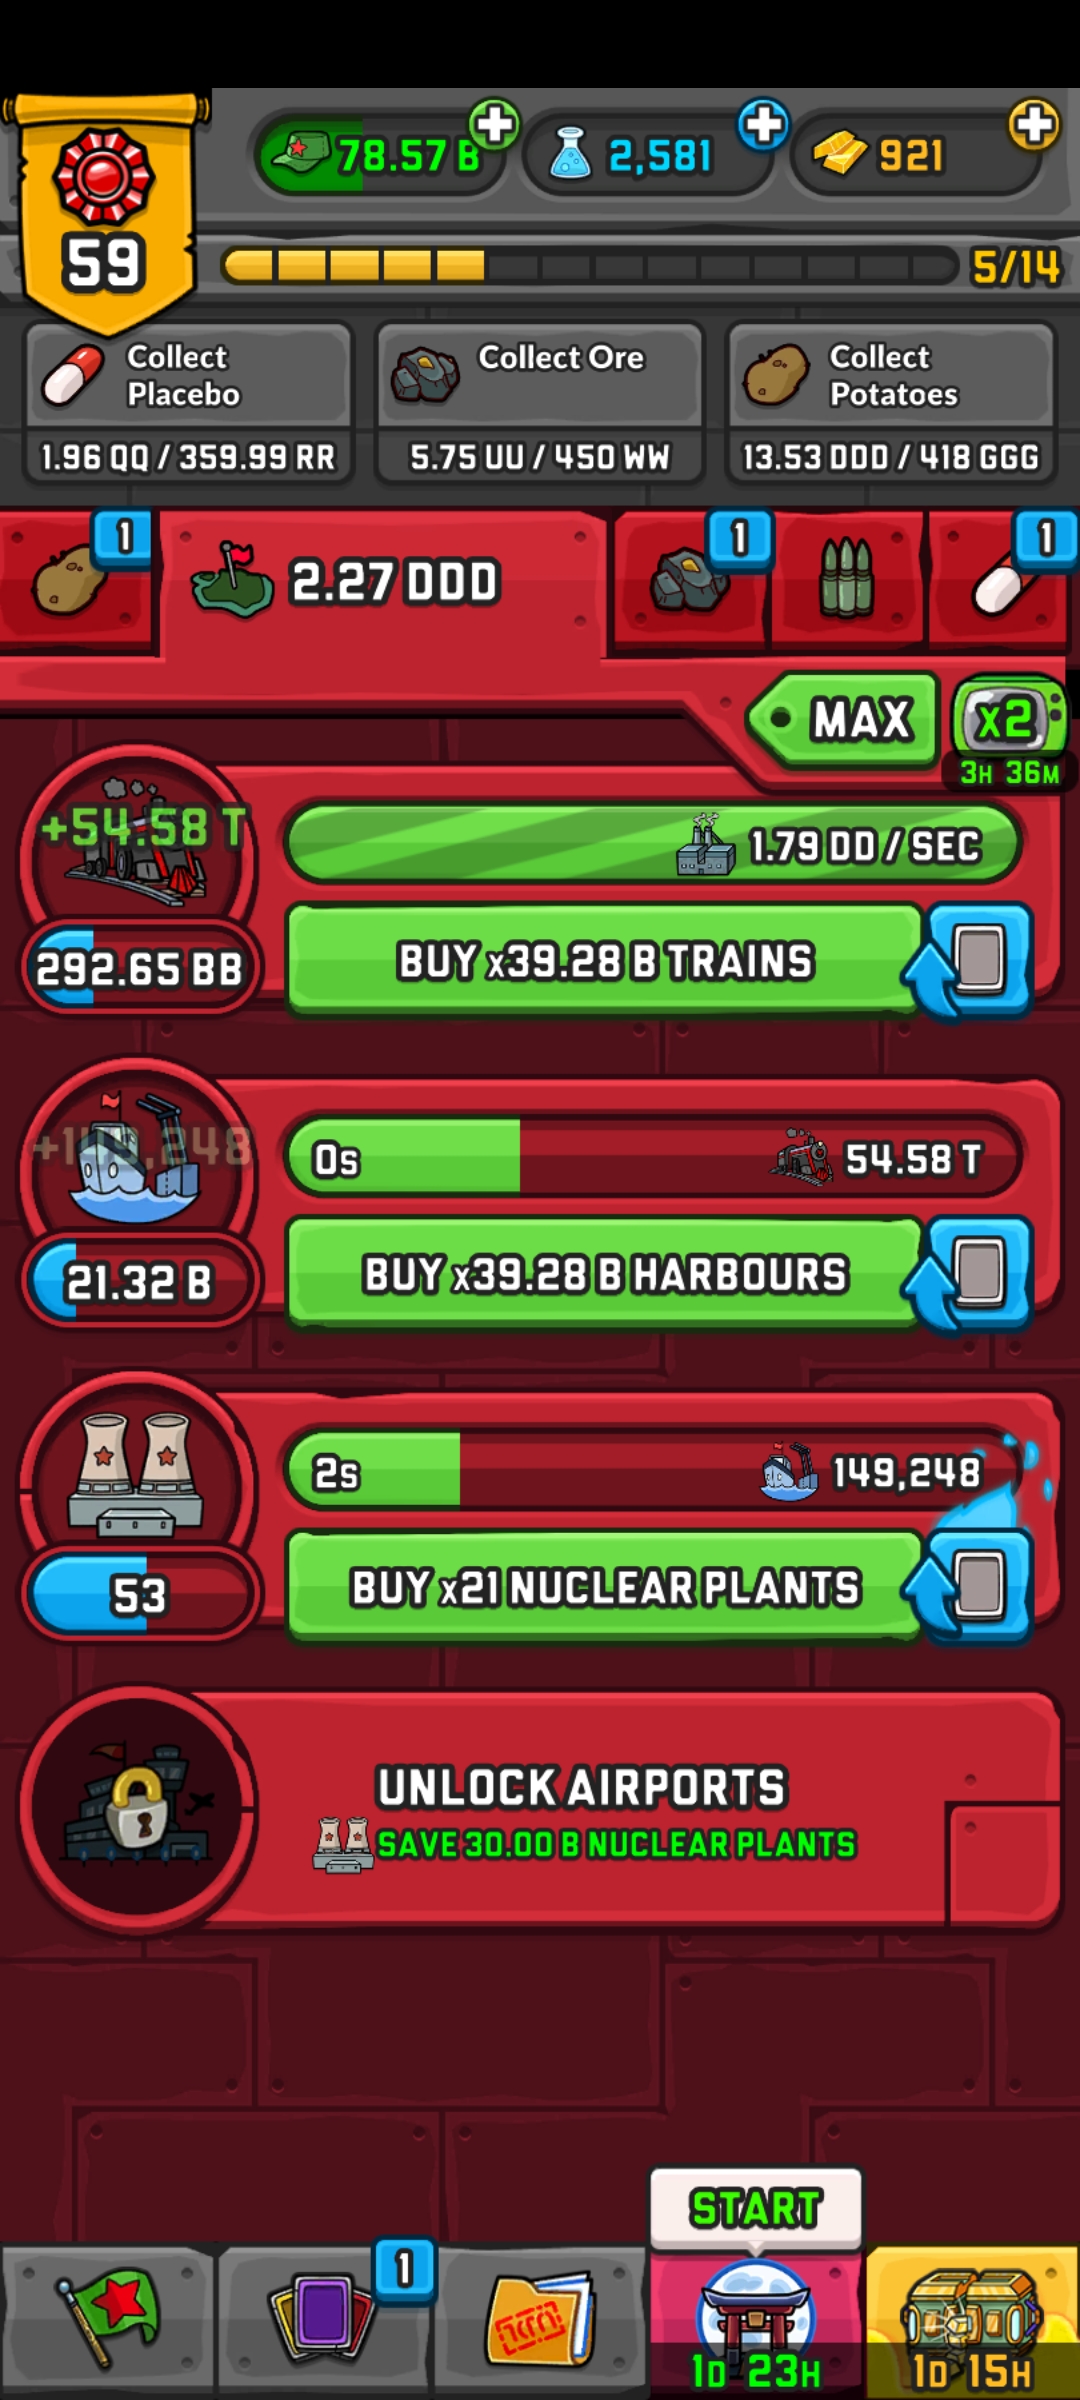 78.57 B
2,581
921
59
5/14
Collect
Placebo
1.96 QQ / 359.99 RR
Collect Ore
5.75 UU / 450 WW
Collect
Potatoes
13.53 DDD / 418 GGG
1
2.27 DDD
1
1
MAX
x2
3H 36M
+54.58 T
1.79 DD / SEC
292.65 BB
BUY x39.28 B TRAINS
+149,248
0s
54.58 T
21.32 B
BUY x39.28 B HARBOURS
2s
149,248
53
BUY x21 NUCLEAR PLANTS
UNLOCK AIRPORTS
SAVE 30.00 B NUCLEAR PLANTS
START
1
1D 23H
1D 15H